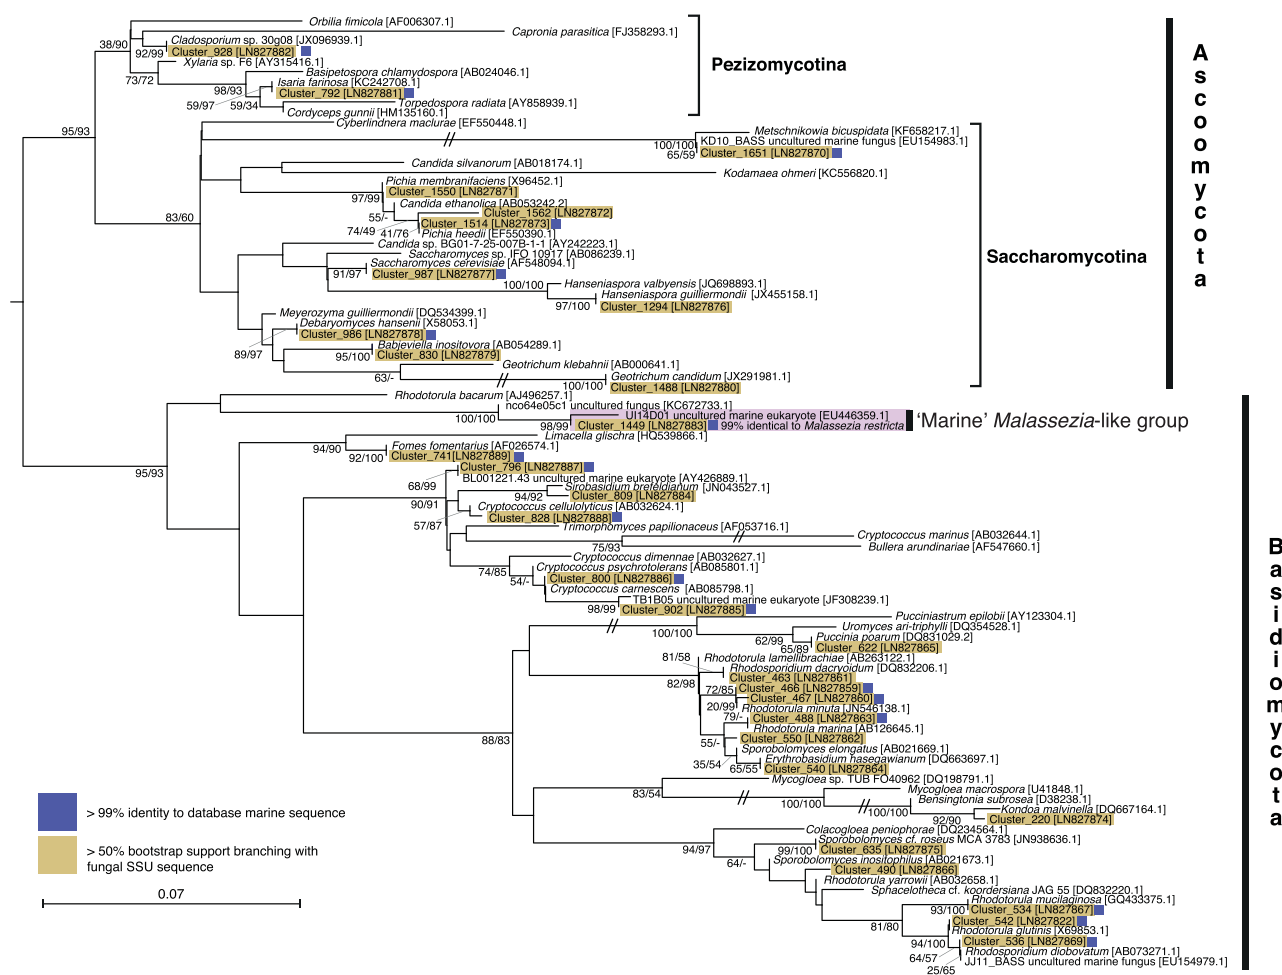 Orbilia fimicola [AF006307.1]
Capronia parasitica [FJ358293.1]
38/90
Cladosporium sp. 30g08 [JX096939.1]
92/99
Cluster_928 [LN827882]
Xylaria sp. F6 [AY315416.1]
73/72
Basipetospora chlamydospora [AB024046.1]
Isaria farinosa [KC242708.1]
98/93
Cluster_792 [LN827881]
59/97
59/34
Torpedospora radiata [AY858939.1]
Cordyceps gunnii [HM135160.1]
Pezizomycotina
95/93
Cyberlindnera maclurae [EF550448.1]
Metschnikowia bicuspidata [KF658217.1]
100/100
KD10_BASS uncultured marine fungus [EU154983.1]
65/59
Cluster_1651 [LN827870]
Candida silvanorum [AB018174.1]
Kodamaea ohmeri [KC556820.1]
Pichia membranifaciens [X96452.1]
97/99
Cluster_1550 [LN827871]
Candida ethanolica [AB053242.2]
55/-
Cluster_1562 [LN827872]
83/60
Cluster_1514 [LN827873]
74/49
41/76
Pichia heedii [EF550390.1]
Candida sp. BG01-7-25-007B-1-1 [AY242223.1]
Saccharomyces sp. IFO 10917 [AB086239.1]
Saccharomyces cerevisiae [AF548094.1]
91/97
Cluster_987 [LN827877]
Saccharomycotina
Hanseniaspora valbyensis [JQ698893.1]
100/100
Hanseniaspora guilliermondii [JX455158.1]
97/100
Cluster_1294 [LN827876]
Meyerozyma guilliermondii [DQ534399.1]
Debaryomyces hansenii [X58053.1]
Cluster_986 [LN827878]
89/97
Babjeviella inositovora [AB054289.1]
95/100
Cluster_830 [LN827879]
Geotrichum klebahnii [AB000641.1]
63/-
Geotrichum candidum [JX291981.1]
100/100
Cluster_1488 [LN827880]
Ascoomycota
Rhodotorula bacarum [AJ496257.1]
nco64e05c1 uncultured fungus [KC672733.1]
100/100
UI14D01 uncultured marine eukaryote [EU446359.1]
98/99
Cluster_1449 [LN827883]
99% identical to Malassezia restricta
'Marine' Malassezia-like group
Limacella glischra [HQ539866.1]
94/90
Fomes fomentarius [AF026574.1]
92/100
Cluster_741[LN827889]
95/93
Cluster_796 [LN827887]
68/99
BL001221.43 uncultured marine eukaryote [AY426889.1]
Sirobasidium brefeldianum [JN043527.1]
94/92
Cluster_809 [LN827884]
90/91
Cryptococcus cellulolyticus [AB032624.1]
Cluster_828 [LN827888]
57/87
Trimorphomyces papilionaceus [AF053716.1]
Cryptococcus marinus [AB032644.1]
75/93
Bullera arundinariae [AF547660.1]
Cryptococcus dimennae [AB032627.1]
74/85
Cryptococcus psychrotolerans [AB085801.1]
54/-
Cluster_800 [LN827886]
Cryptococcus carnescens [AB085798.1]
TB1B05 uncultured marine eukaryote [JF308239.1]
98/99
Cluster_902 [LN827885]
Pucciniastrum epilobii [AY123304.1]
100/100
Uromyces ari-triphylli [DQ354528.1]
62/99
Puccinia poarum [DQ831029.2]
65/89
Cluster_622 [LN827865]
81/58
Rhodotorula lamellibrachiae [AB263122.1]
Rhodosporidium dacryoidum [DQ832206.1]
82/98
Cluster_463 [LN827861]
72/85
Cluster_466 [LN827859]
20/99
Cluster_467 [LN827860]
Rhodotorula minuta [JN546138.1]
79/-
Cluster_488 [LN827863]
Rhodotorula marina [AB126645.1]
55/-
Cluster_550 [LN827862]
Sporobolomyces elongatus [AB021669.1]
Erythrobasidium hasegawianum [DQ663697.1]
35/54
65/55
Cluster_540 [LN827864]
88/83
Mycogloea sp. TUB FO40962 [DQ198791.1]
83/54
Mycogloea macrospora [U41848.1]
100/100
Bensingtonia subrosea [D38238.1]
100/100
Kondoa malvinella [DQ667164.1]
92/90
Cluster_220 [LN827874]
Colacogloea peniophorae [DQ234564.1]
Sporobolomyces cf. roseus MCA 3783 [JN938636.1]
94/97
99/100
Cluster_635 [LN827875]
64/-
Sporobolomyces inositophilus [AB021673.1]
Cluster_490 [LN827866]
Rhodotorula yarrowii [AB032658.1]
Sphacelotheca cf. koordersiana JAG 55 [DQ832220.1]
Rhodotorula mucilaginosa [GQ433375.1]
93/100
Cluster_534 [LN827867]
81/80
Cluster_542 [LN827822]
Rhodotorula glutinis [X69853.1]
94/100
Cluster_536 [LN827869]
64/57
Rhodosporidium diobovatum [AB073271.1]
JJ11_BASS uncultured marine fungus [EU154979.1]
25/65
Basidiomycota
> 99% identity to database marine sequence
> 50% bootstrap support branching with
fungal SSU sequence
0.07